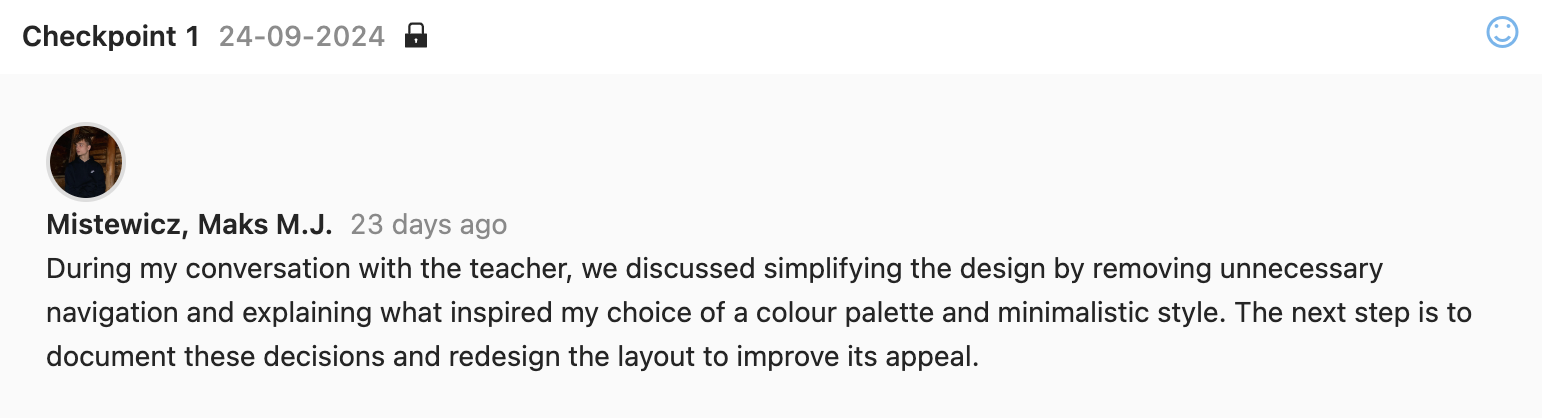 Checkpoint 1 24-09-2024
Mistewicz, Maks M.J. 23 days ago
During my conversation with the teacher, we discussed simplifying the design by removing unnecessary
navigation and explaining what inspired my choice of a colour palette and minimalistic style. The next step is to
document these decisions and redesign the layout to improve its appeal.